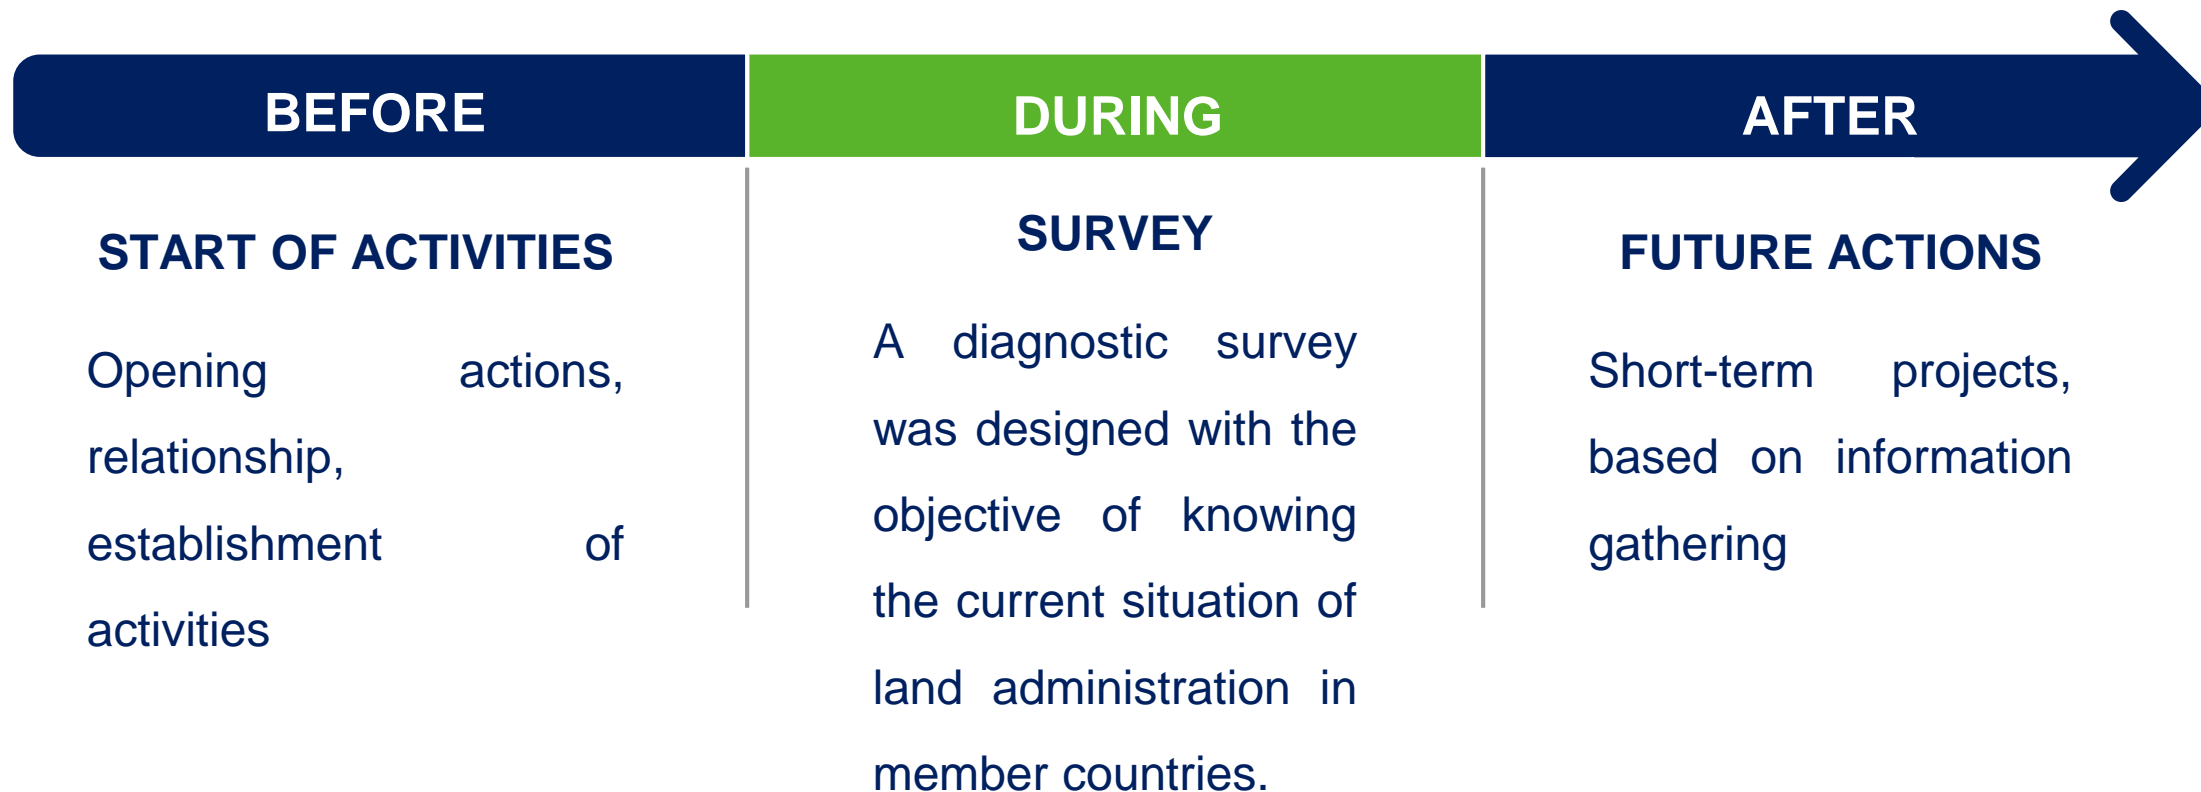 BEFORE
DURING
AFTER
START OF ACTIVITIES
Opening actions,
relationship,
establishment of
activities
SURVEY
A diagnostic survey
was designed with the
objective of knowing
the current situation of
land administration in
member countries.
FUTURE ACTIONS
Short-term projects,
based on information
gathering